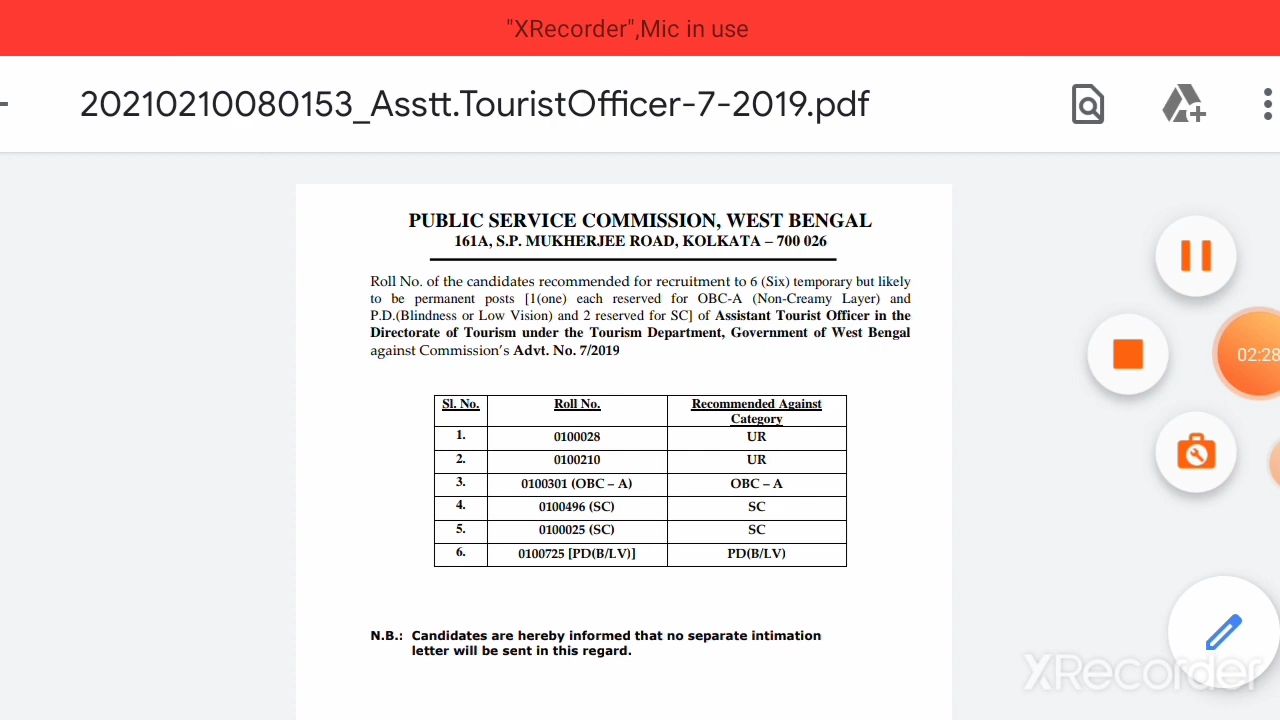 "XRecorder",Mic in use
20210210080153_Asstt.TouristOfficer-7-2019.pdf
PUBLIC SERVICE COMMISSION, WEST BENGAL
161A, S.P. MUKHERJEE ROAD, KOLKATA – 700 026
Roll No. of the candidates recommended for recruitment to 6 (Six) temporary but likely
to be permanent posts [1(one) each reserved for OBC-A (Non-Creamy Layer) and
P.D.(Blindness or Low Vision) and 2 reserved for SC] of Assistant Tourist Officer in the
Directorate of Tourism under the Tourism Department, Government of West Bengal
against Commission's Advt. No. 7/2019
Sl. No. Roll No. Recommended Against
Category
1. 0100028 UR
2. 0100210 UR
3. 0100301 (OBC – A) OBC – A
4. 0100496 (SC) SC
5. 0100025 (SC) SC
6. 0100725 [PD(B/LV)] PD(B/LV)
N.B.: Candidates are hereby informed that no separate intimation
letter will be sent in this regard.
02:28
XRecorder